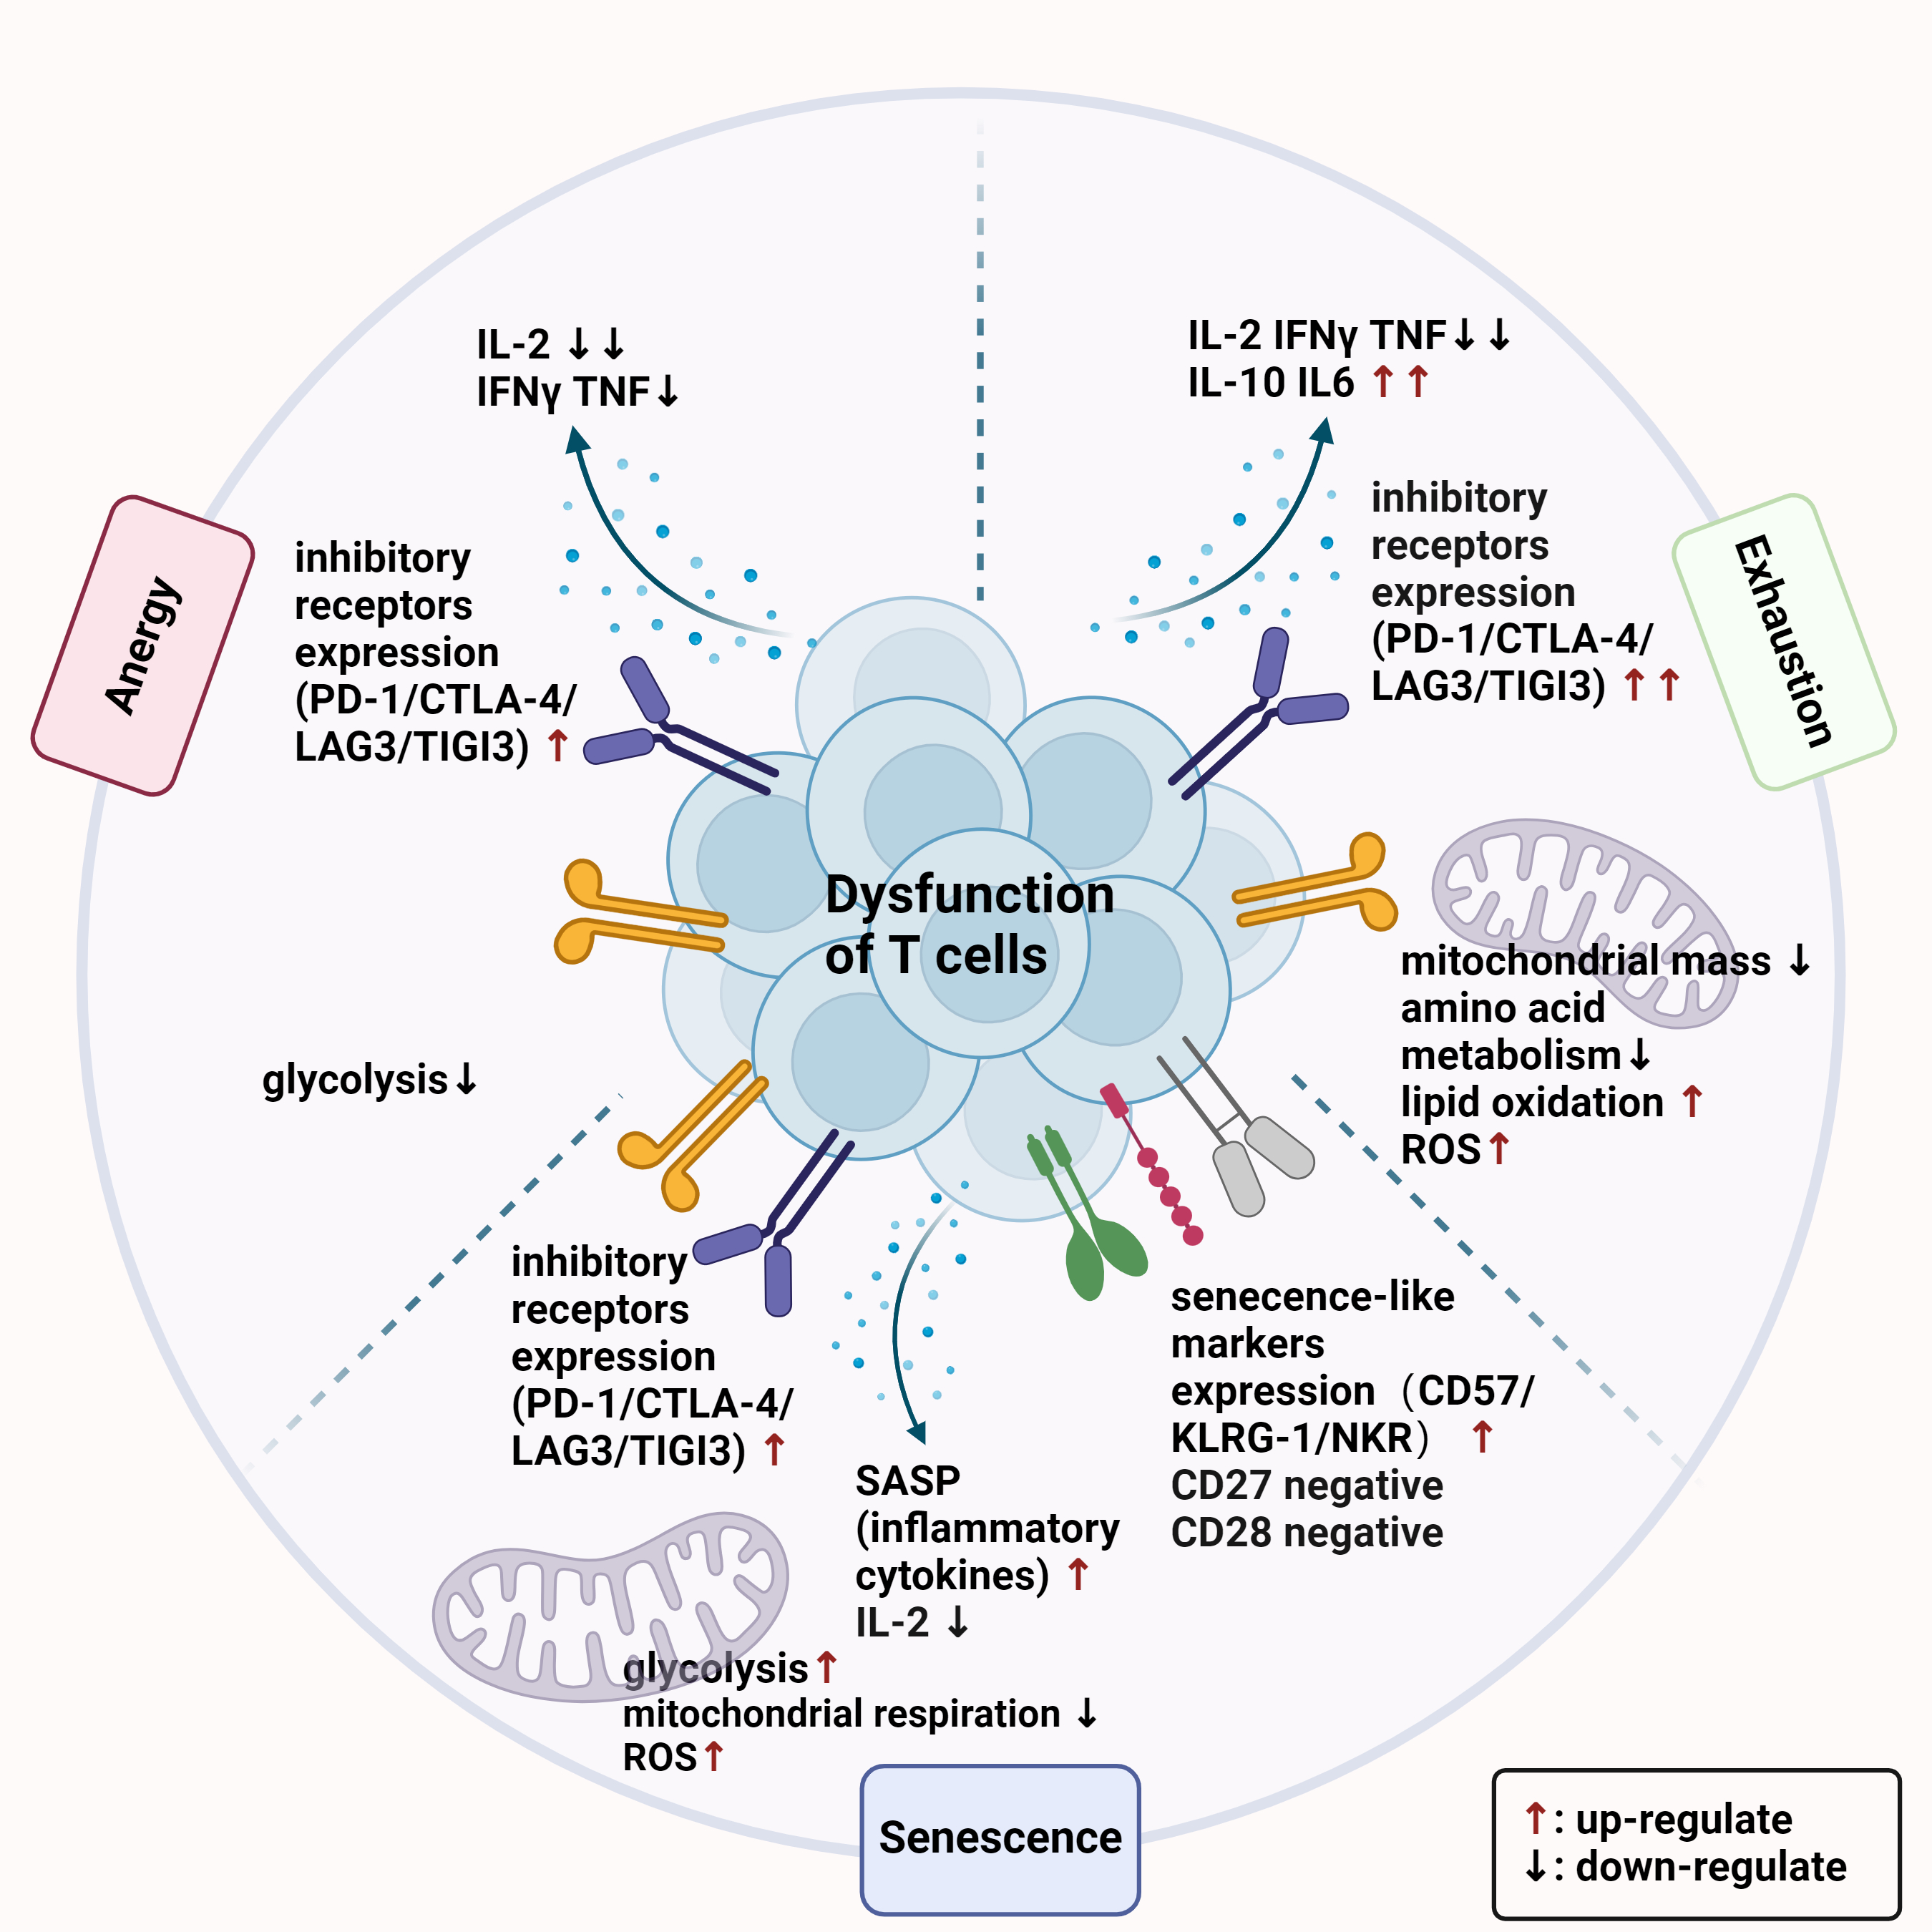 IL-2 ↓↓
IFNγ TNF↓
inhibitory
receptors
expression
(PD-1/CTLA-4/
LAG3/TIGI3) ↑
Anergy
glycolysis↓
IL-2 IFNγ TNF↓↓
IL-10 IL6 ↑↑
inhibitory
receptors
expression
(PD-1/CTLA-4/
LAG3/TIGI3) ↑↑
Exhaustion
mitochondrial mass ↓
amino acid
metabolism↓
lipid oxidation ↑
ROS↑
Dysfunction
of T cells
inhibitory
receptors
expression
(PD-1/CTLA-4/
LAG3/TIGI3) ↑
SASP
(inflammatory
cytokines) ↑
IL-2 ↓
senecence-like
markers
expression（CD57/
KLRG-1/NKR） ↑
CD27 negative
CD28 negative
glycolysis↑
mitochondrial respiration ↓
ROS↑
Senescence
↑: up-regulate
↓: down-regulate